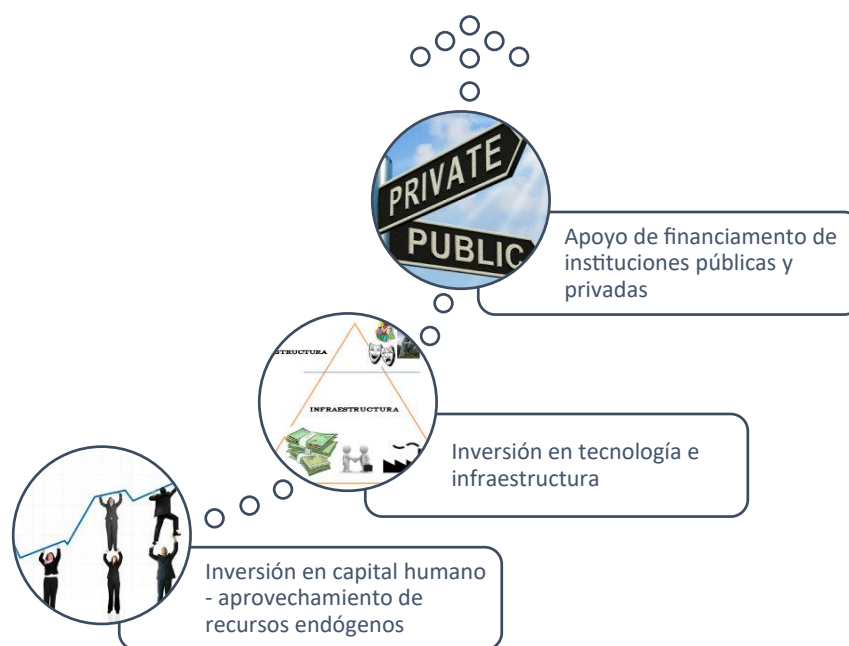 PRIVATE
PUBLIC
Apoyo de financiamento de
instituciones públicas y
privadas
STRUCTURA
INFRAESTRUCTURA
Inversión en tecnología e
infraestructura
Inversión en capital humano
- aprovechamiento de
recursos endógenos